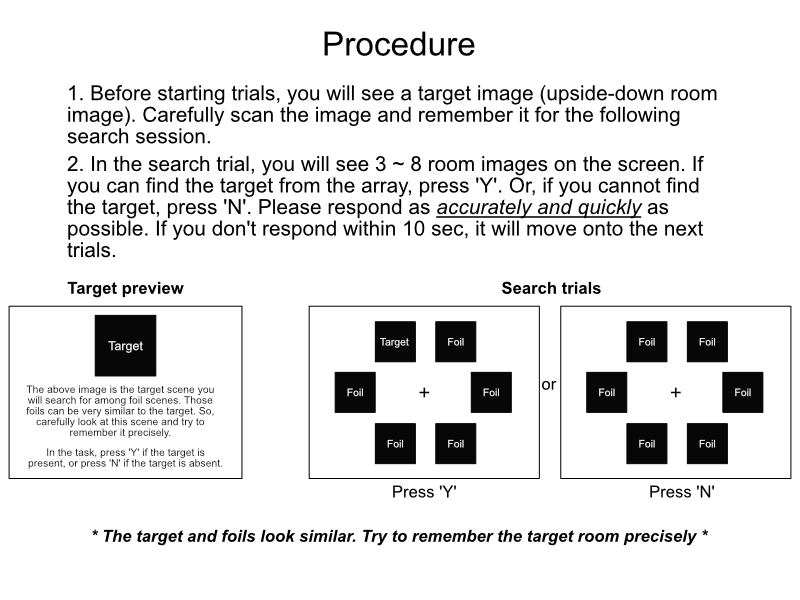 Procedure
1. Before starting trials, you will see a target image (upside-down room
image). Carefully scan the image and remember it for the following
search session.
2. In the search trial, you will see 3 ~ 8 room images on the screen. If
you can find the target from the array, press 'Y'. Or, if you cannot find
the target, press 'N'. Please respond as accurately and quickly as
possible. If you don't respond within 10 sec, it will move onto the next
trials.
Target preview
Target
The above image is the target scene you
will search for among foil scenes. Those
foils can be very similar to the target. So,
carefully look at this scene and try to
remember it precisely.
In the task, press 'Y' if the target is
present, or press 'N' if the target is absent.
Search trials
Target Foil
Foil + Foil
Foil Foil
Press 'Y'
or
Foil Foil
Foil + Foil
Foil Foil
Press 'N'
* The target and foils look similar. Try to remember the target room precisely *